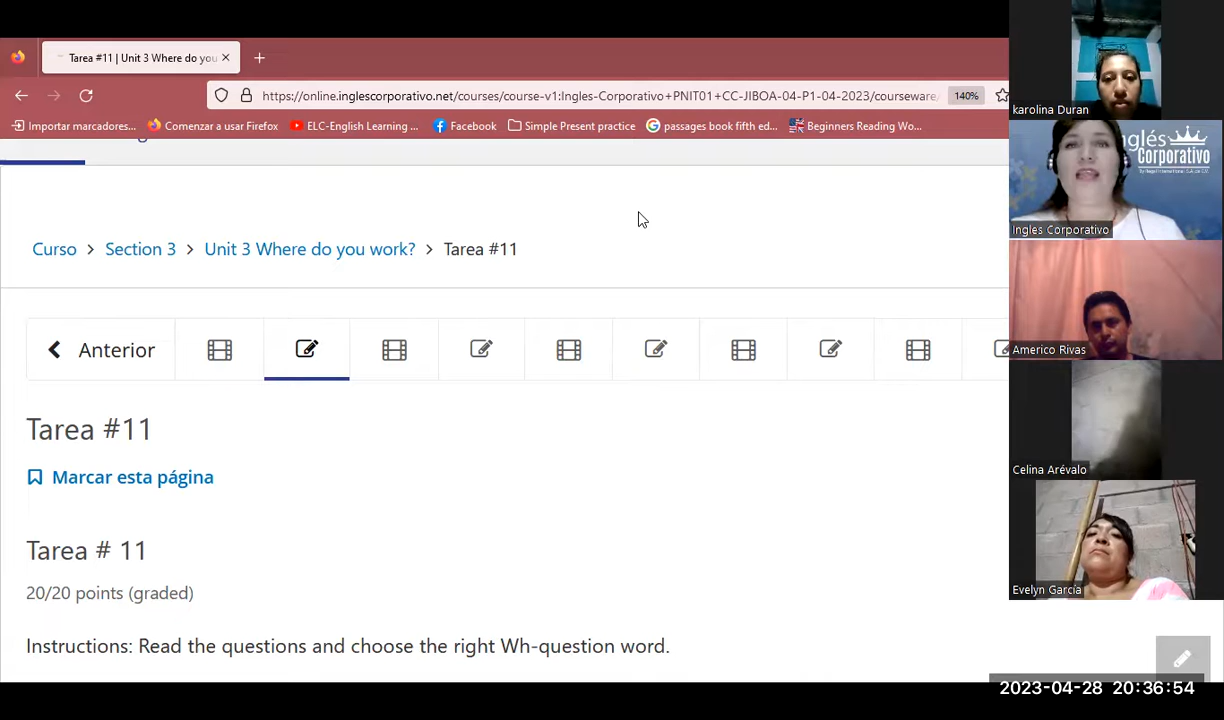 Tarea #11 | Unit 3 Where do you
https://online.inglescorporativo.net/courses/course-v1:Ingles-Corporativo+PNIT01+CC-JIBOA-04-P1-04-2023/courseware/
140%
Importar marcadores...
Comenzar a usar Firefox
ELC-English Learning ...
Facebook
Simple Present practice
passages book fifth ed...
Beginners Reading Wo...
Curso > Section 3 > Unit 3 Where do you work? > Tarea #11
Anterior
Tarea #11
Marcar esta página
Tarea # 11
20/20 points (graded)
Instructions: Read the questions and choose the right Wh-question word.
karolina Duran
Inglés
Corporativo
Ingles Corporativo
Americo Rivas
Celina Arévalo
Evelyn García
2023-04-28 20:36:54